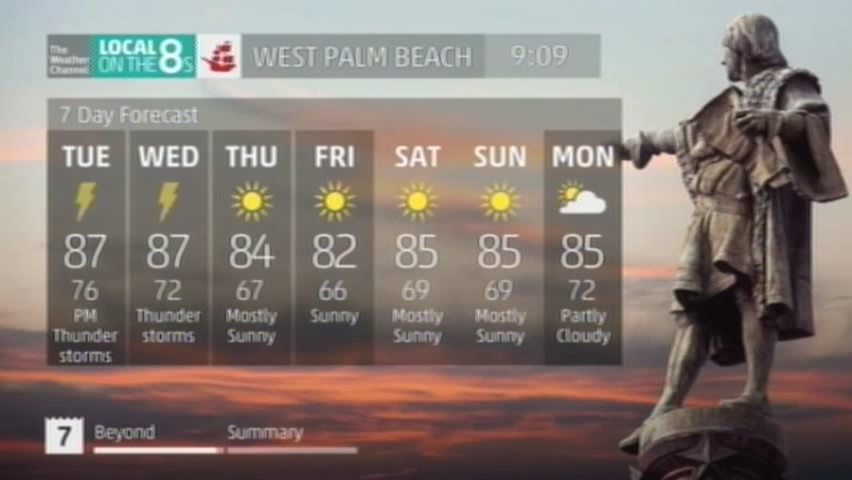 The Weather Channel
LOCAL ON THE 8s
WEST PALM BEACH
9:09
7 Day Forecast
TUE WED THU FRI SAT SUN MON
87 87 84 82 85 85 85
76 72 67 66 69 69 72
PM Thunder storms
Thunder storms
Mostly Sunny
Sunny
Mostly Sunny
Mostly Sunny
Partly Cloudy
7 Beyond Summary